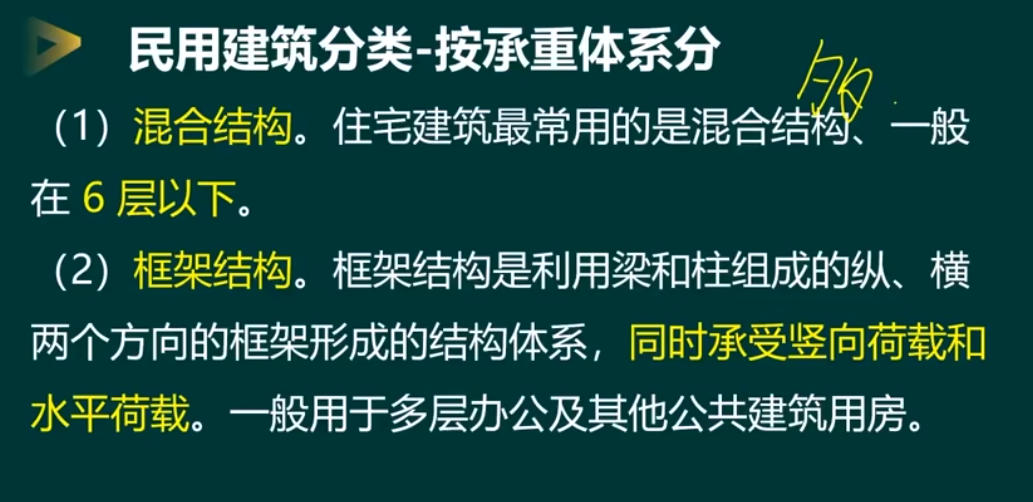 民用建筑分类-按承重体系分
（1）混合结构。住宅建筑最常用的是混合结构、一般
在 6 层以下。
（2）框架结构。框架结构是利用梁和柱组成的纵、横
两个方向的框架形成的结构体系，同时承受竖向荷载和
水平荷载。一般用于多层办公及其他公共建筑用房。